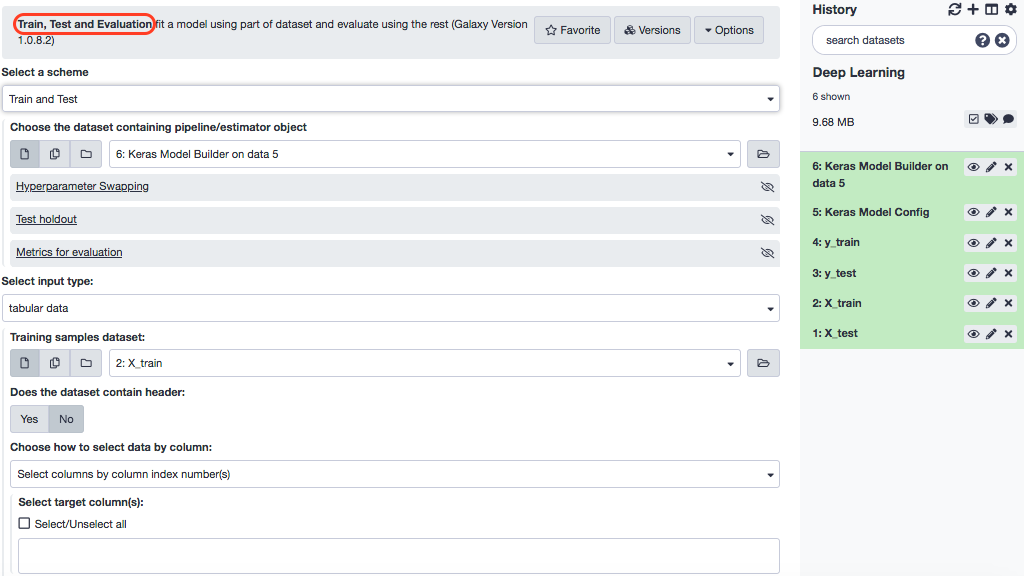 Train, Test and Evaluation fit a model using part of dataset and evaluate using the rest (Galaxy Version
1.0.8.2)
Favorite
Versions
Options
Select a scheme
Train and Test
Choose the dataset containing pipeline/estimator object
6: Keras Model Builder on data 5
Hyperparameter Swapping
Test holdout
Metrics for evaluation
Select input type:
tabular data
Training samples dataset:
2: X_train
Does the dataset contain header:
Yes No
Choose how to select data by column:
Select columns by column index number(s)
Select target column(s):
Select/Unselect all
History
search datasets
Deep Learning
6 shown
9.68 MB
6: Keras Model Builder on
data 5
5: Keras Model Config
4: y_train
3: y_test
2: X_train
1: X_test